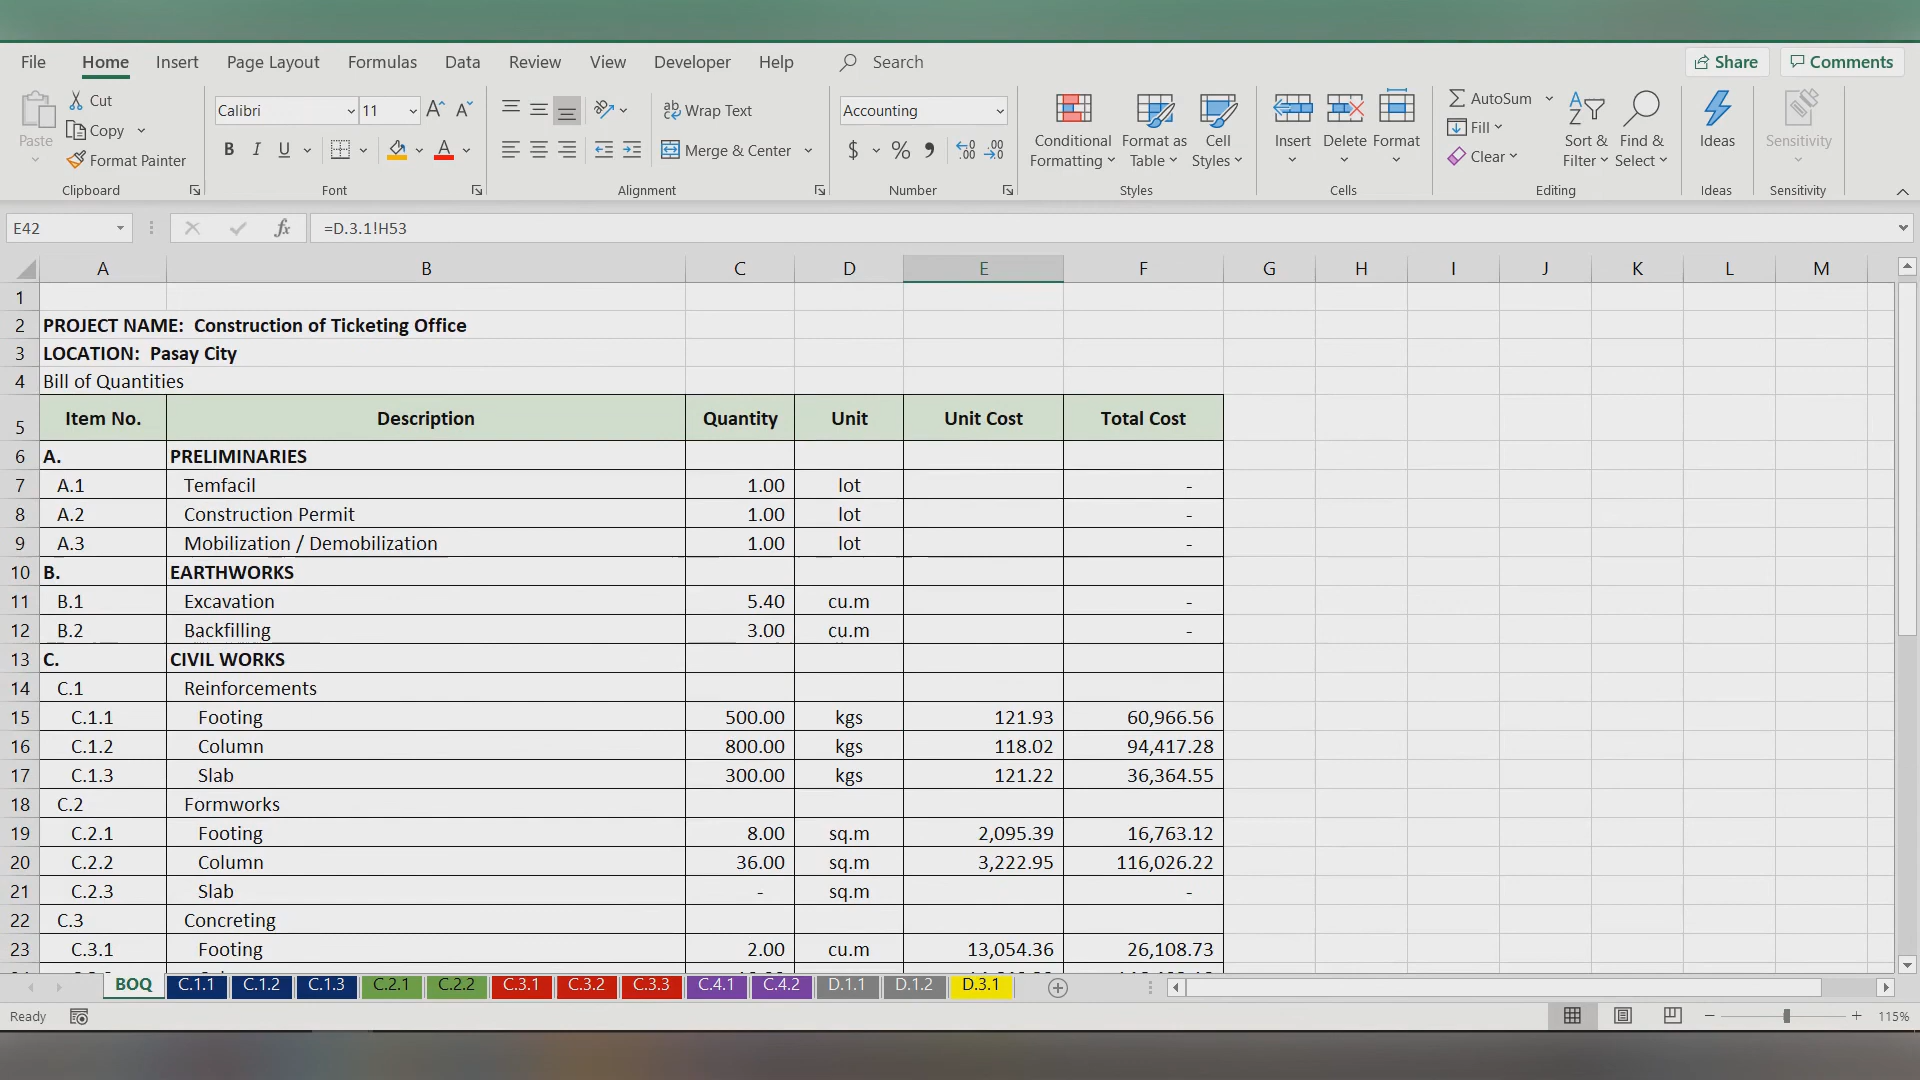 File Home Insert Page Layout Formulas Data Review View Developer Help Search Share Comments
Paste Cut Copy Format Painter Clipboard
Calibri 11 A A B I U A Font
ab Wrap Text Merge & Center Alignment
Accounting $ % Number
Conditional Formatting Format as Table Cell Styles Styles
Insert Delete Format Cells
AutoSum Fill Clear Sort & Filter Find & Select Editing
Ideas Ideas
Sensitivity Sensitivity
E42 fx =D.3.1!H53
A B C D E F G H I J K L M
1
2 PROJECT NAME: Construction of Ticketing Office
3 LOCATION: Pasay City
4 Bill of Quantities
5 Item No. Description Quantity Unit Unit Cost Total Cost
6 A. PRELIMINARIES
7 A.1 Temfacil 1.00 lot -
8 A.2 Construction Permit 1.00 lot -
9 A.3 Mobilization / Demobilization 1.00 lot -
10 B. EARTHWORKS
11 B.1 Excavation 5.40 cu.m -
12 B.2 Backfilling 3.00 cu.m -
13 C. CIVIL WORKS
14 C.1 Reinforcements
15 C.1.1 Footing 500.00 kgs 121.93 60,966.56
16 C.1.2 Column 800.00 kgs 118.02 94,417.28
17 C.1.3 Slab 300.00 kgs 121.22 36,364.55
18 C.2 Formworks
19 C.2.1 Footing 8.00 sq.m 2,095.39 16,763.12
20 C.2.2 Column 36.00 sq.m 3,222.95 116,026.22
21 C.2.3 Slab - sq.m -
22 C.3 Concreting
23 C.3.1 Footing 2.00 cu.m 13,054.36 26,108.73
BOQ C.1.1 C.1.2 C.1.3 C.2.1 C.2.2 C.3.1 C.3.2 C.3.3 C.4.1 C.4.2 D.1.1 D.1.2 D.3.1
Ready 115%